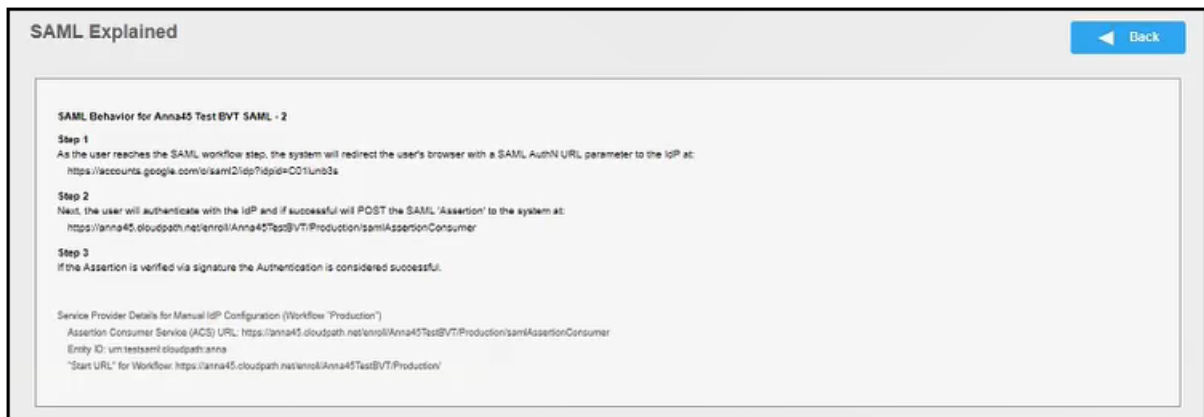 SAML Explained
Back
SAML Behavior for Anna45 Test BVT SAML - 2
Step 1
As the user reaches the SAML workflow step, the system will redirect the user's browser with a SAML AuthN URL parameter to the IdP at:
https://accounts.google.com/o/saml2/idp?idpid=C01lunb3s
Step 2
Next, the user will authenticate with the IdP and if successful will POST the SAML 'Assertion' to the system at:
https://anna45.cloudpath.net/enroll/Anna45TestBVT/Production/samlAssertionConsumer
Step 3
If the Assertion is verified via signature the Authentication is considered successful.
Service Provider Details for Manual IdP Configuration (Workflow "Production")
Assertion Consumer Service (ACS) URL: https://anna45.cloudpath.net/enroll/Anna45TestBVT/Production/samlAssertionConsumer
Entity ID: urn:testsaml:cloudpath:anna
"Start URL" for Workflow: https://anna45.cloudpath.net/enroll/Anna45TestBVT/Production/